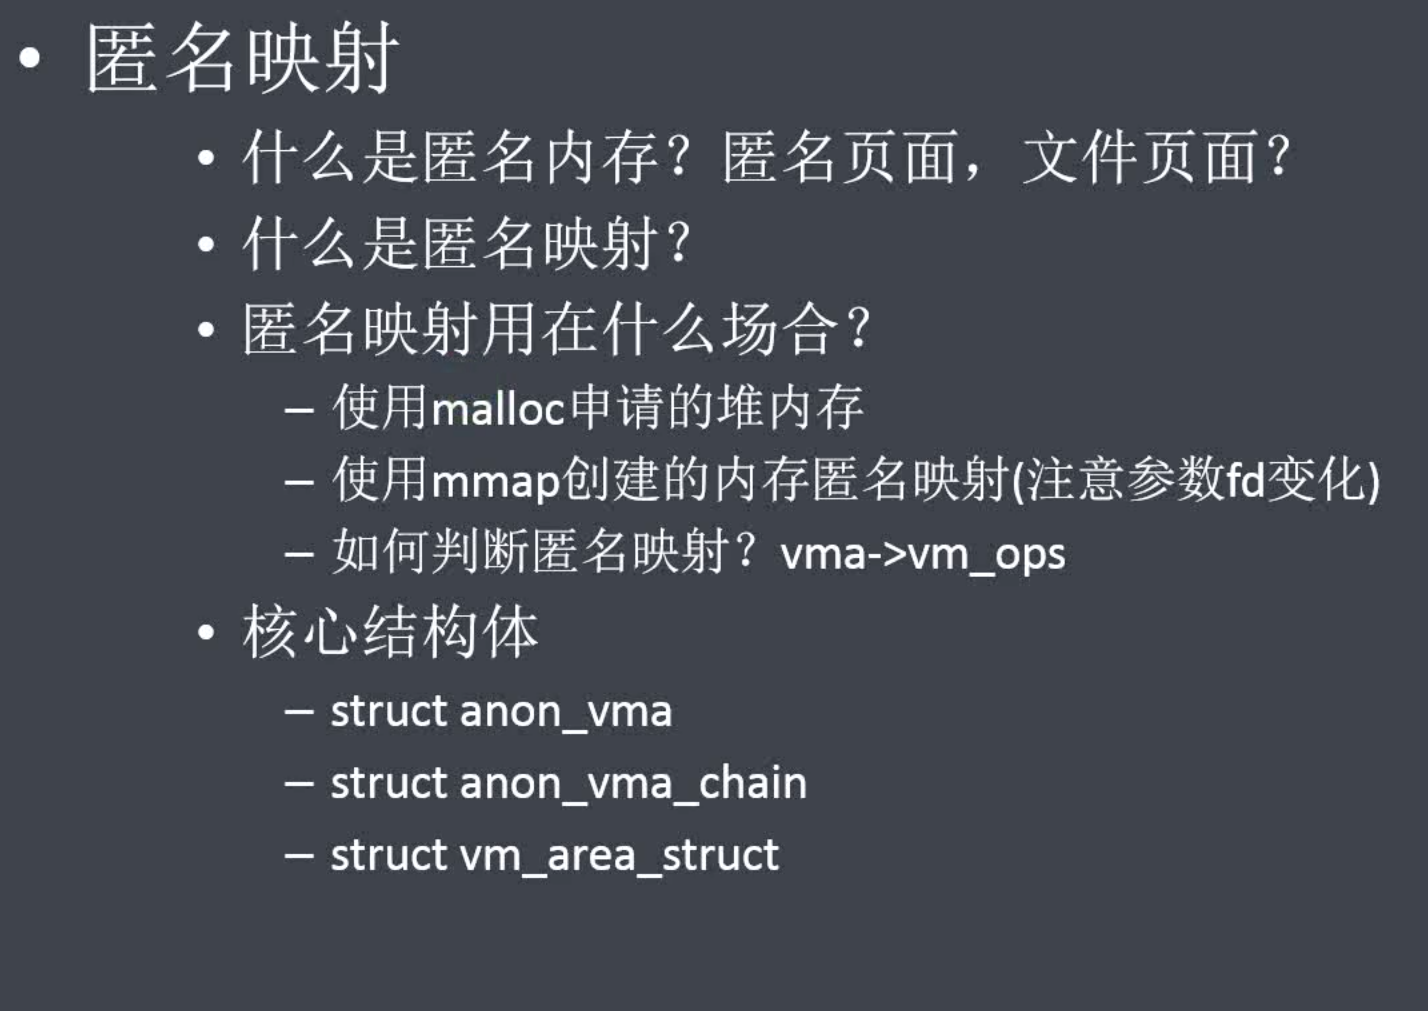 • 匿名映射
• 什么是匿名内存？匿名页面，文件页面？
• 什么是匿名映射？
• 匿名映射用在什么场合？
– 使用malloc申请的堆内存
– 使用mmap创建的内存匿名映射(注意参数fd变化)
– 如何判断匿名映射？vma->vm_ops
• 核心结构体
– struct anon_vma
– struct anon_vma_chain
– struct vm_area_struct